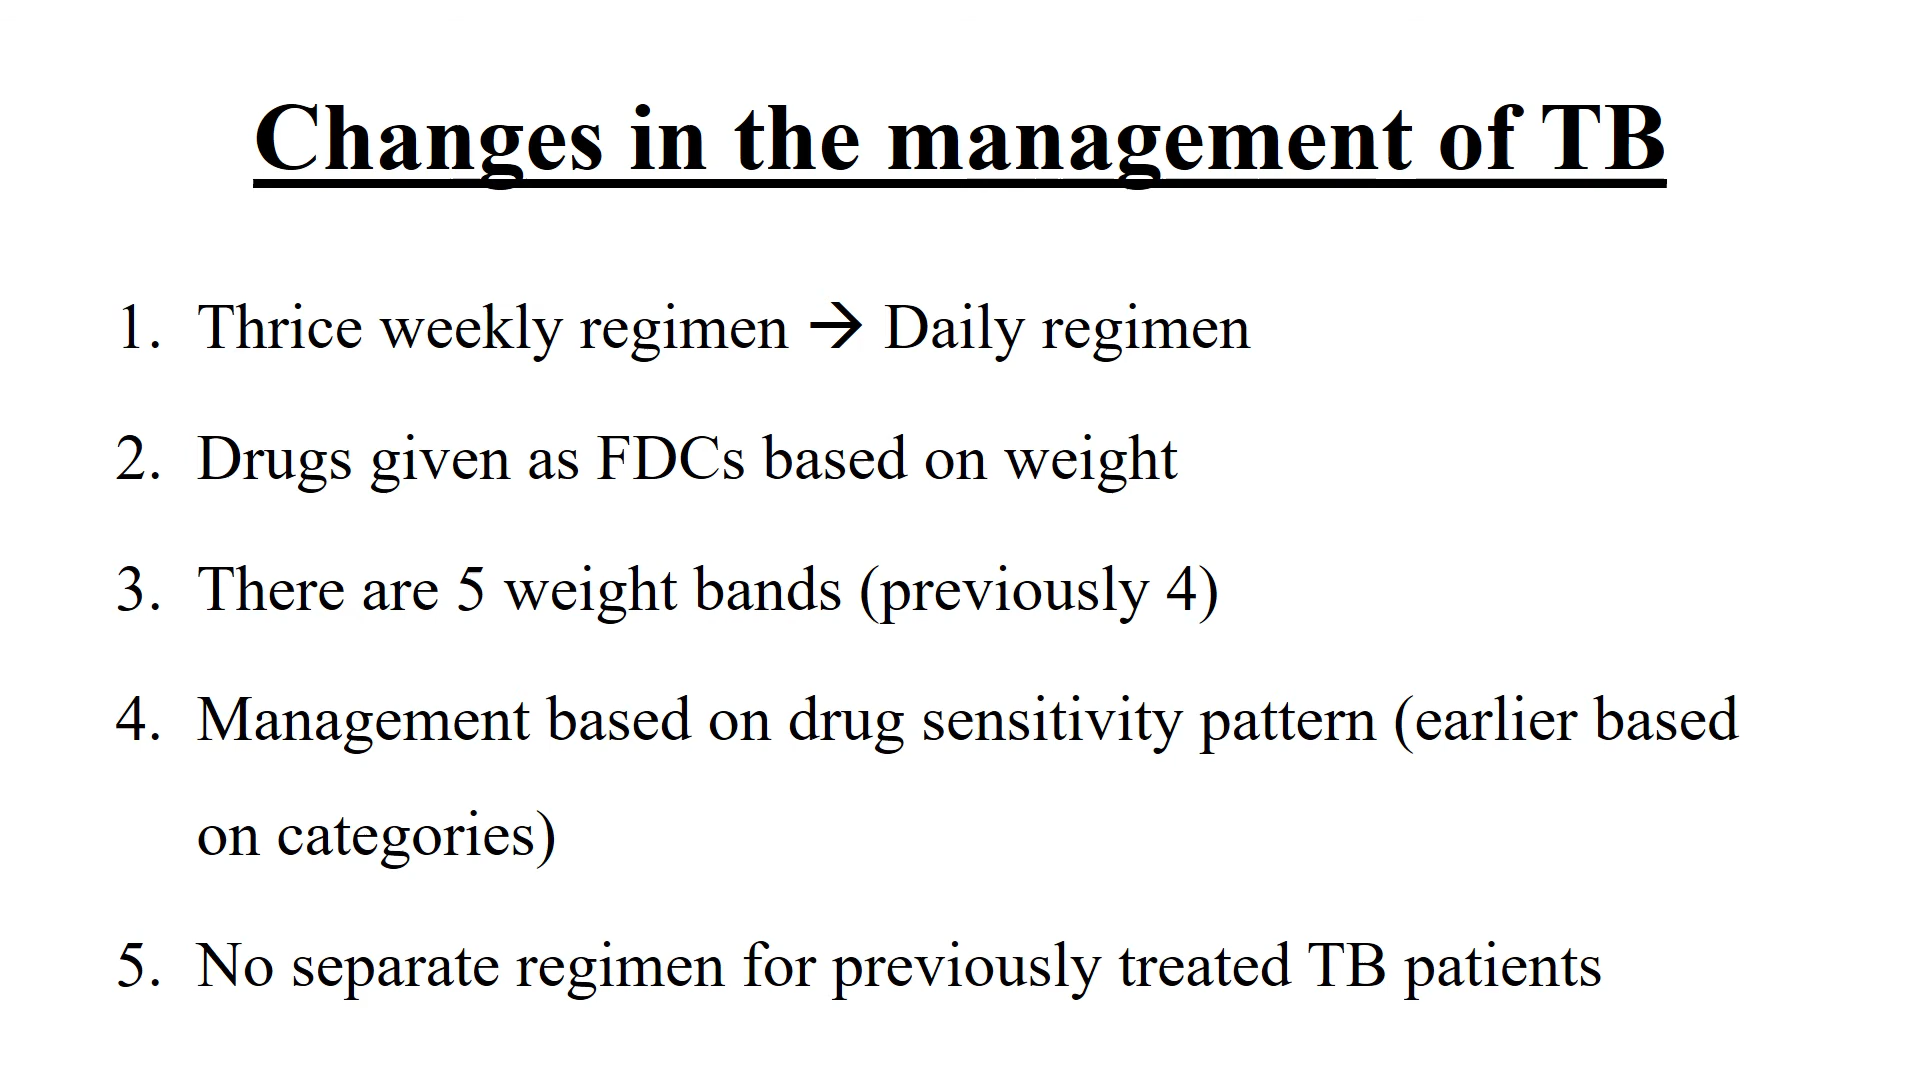 Changes in the management of TB
1. Thrice weekly regimen → Daily regimen
2. Drugs given as FDCs based on weight
3. There are 5 weight bands (previously 4)
4. Management based on drug sensitivity pattern (earlier based
on categories)
5. No separate regimen for previously treated TB patients